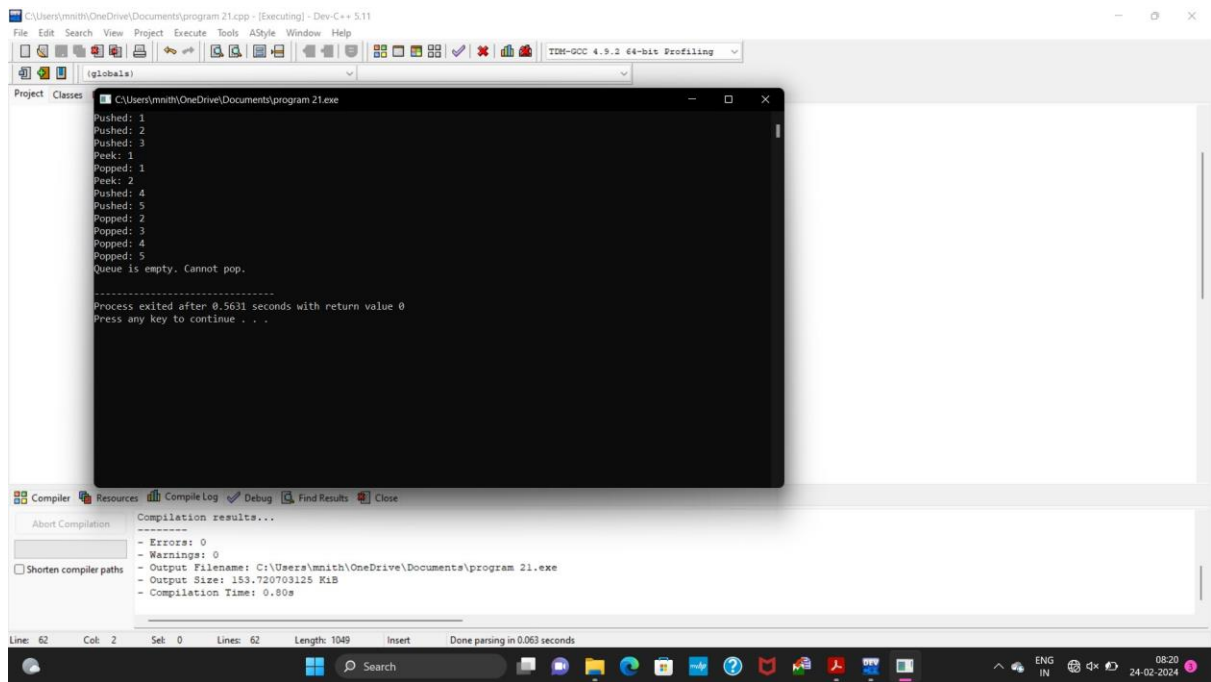 C:\Users\mnith\OneDrive\Documents\program 21.cpp - [Executing] - Dev-C++ 5.11
File Edit Search View Project Execute Tools AStyle Window Help
TDM-GCC 4.9.2 64-bit Profiling
(globals)
Project Classes
C:\Users\mnith\OneDrive\Documents\program 21.exe
Pushed: 1
Pushed: 2
Pushed: 3
Peek: 1
Popped: 1
Peek: 2
Pushed: 4
Pushed: 5
Popped: 2
Popped: 3
Popped: 4
Popped: 5
Queue is empty. Cannot pop.
--------------------------------
Process exited after 0.5631 seconds with return value 0
Press any key to continue . . .
Compiler Resources Compile Log Debug Find Results Close
Abort Compilation
Shorten compiler paths
Compilation results...
--------
- Errors: 0
- Warnings: 0
- Output Filename: C:\Users\mnith\OneDrive\Documents\program 21.exe
- Output Size: 153.720703125 KiB
- Compilation Time: 0.80s
Line: 62 Col: 2 Sel: 0 Lines: 62 Length: 1049 Insert Done parsing in 0.063 seconds
Search
ENG
IN
08:20
24-02-2024
3